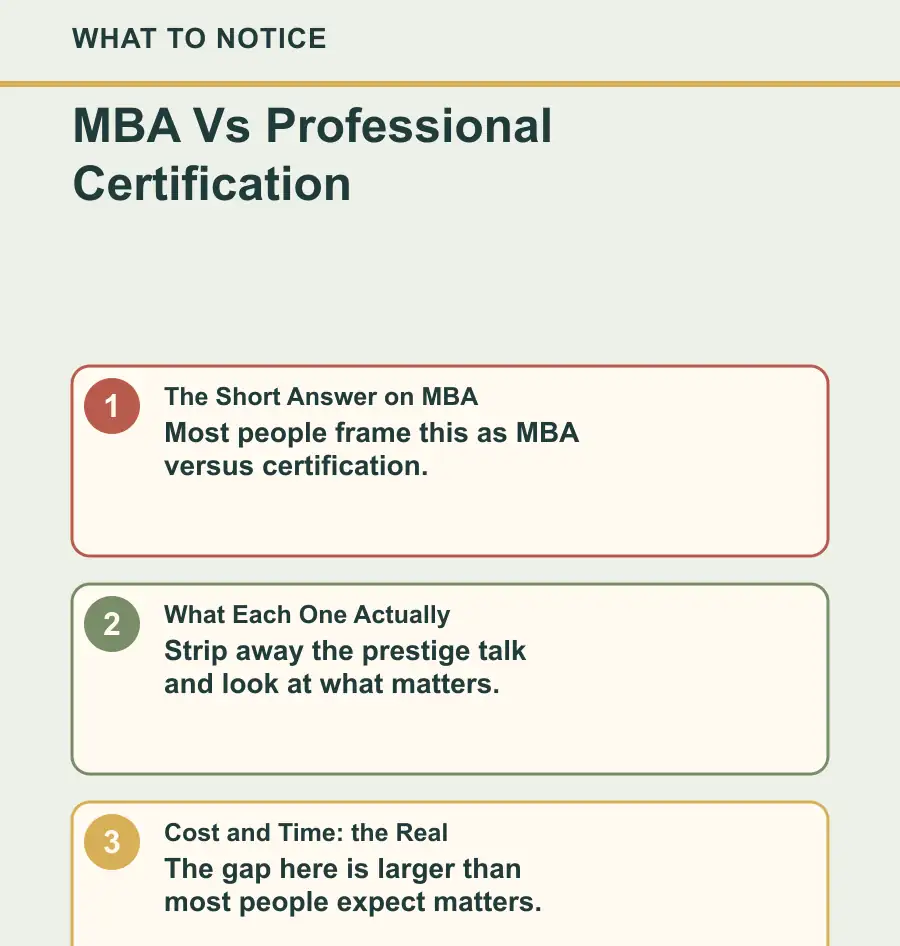 WHAT TO NOTICE
MBA Vs Professional
Certification
1
The Short Answer on MBA
Most people frame this as MBA
versus certification.
2
What Each One Actually
Strip away the prestige talk
and look at what matters.
3
Cost and Time: the Real
The gap here is larger than
most people expect matters.